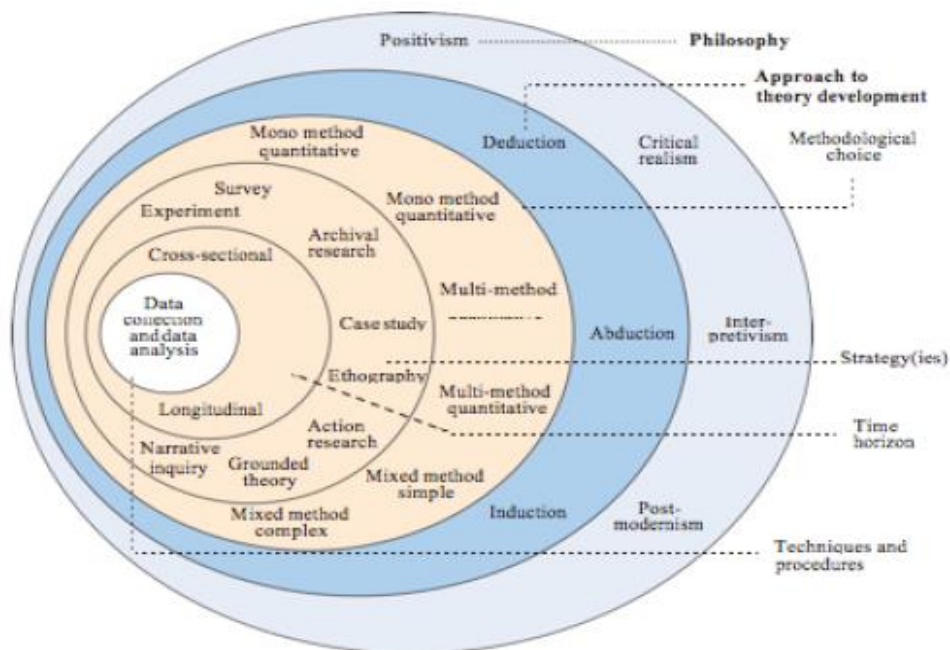 Positivism
Philosophy
Approach to
theory development
Mono method
quantitative
Deduction
Critical
realism
Methodological
choice
Survey
Experiment
Mono method
quantitative
Archival
research
Cross-sectional
Multi-method
Data
collection
and data
analysis
Case study
Abduction
Inter-
pretivism
Strategy(ies)
Ethography
Multi-method
quantitative
Longitudinal
Action
research
Time
horizon
Narrative
inquiry
Grounded
theory
Mixed method
simple
Mixed method
complex
Induction
Post-
modernism
Techniques and
procedures